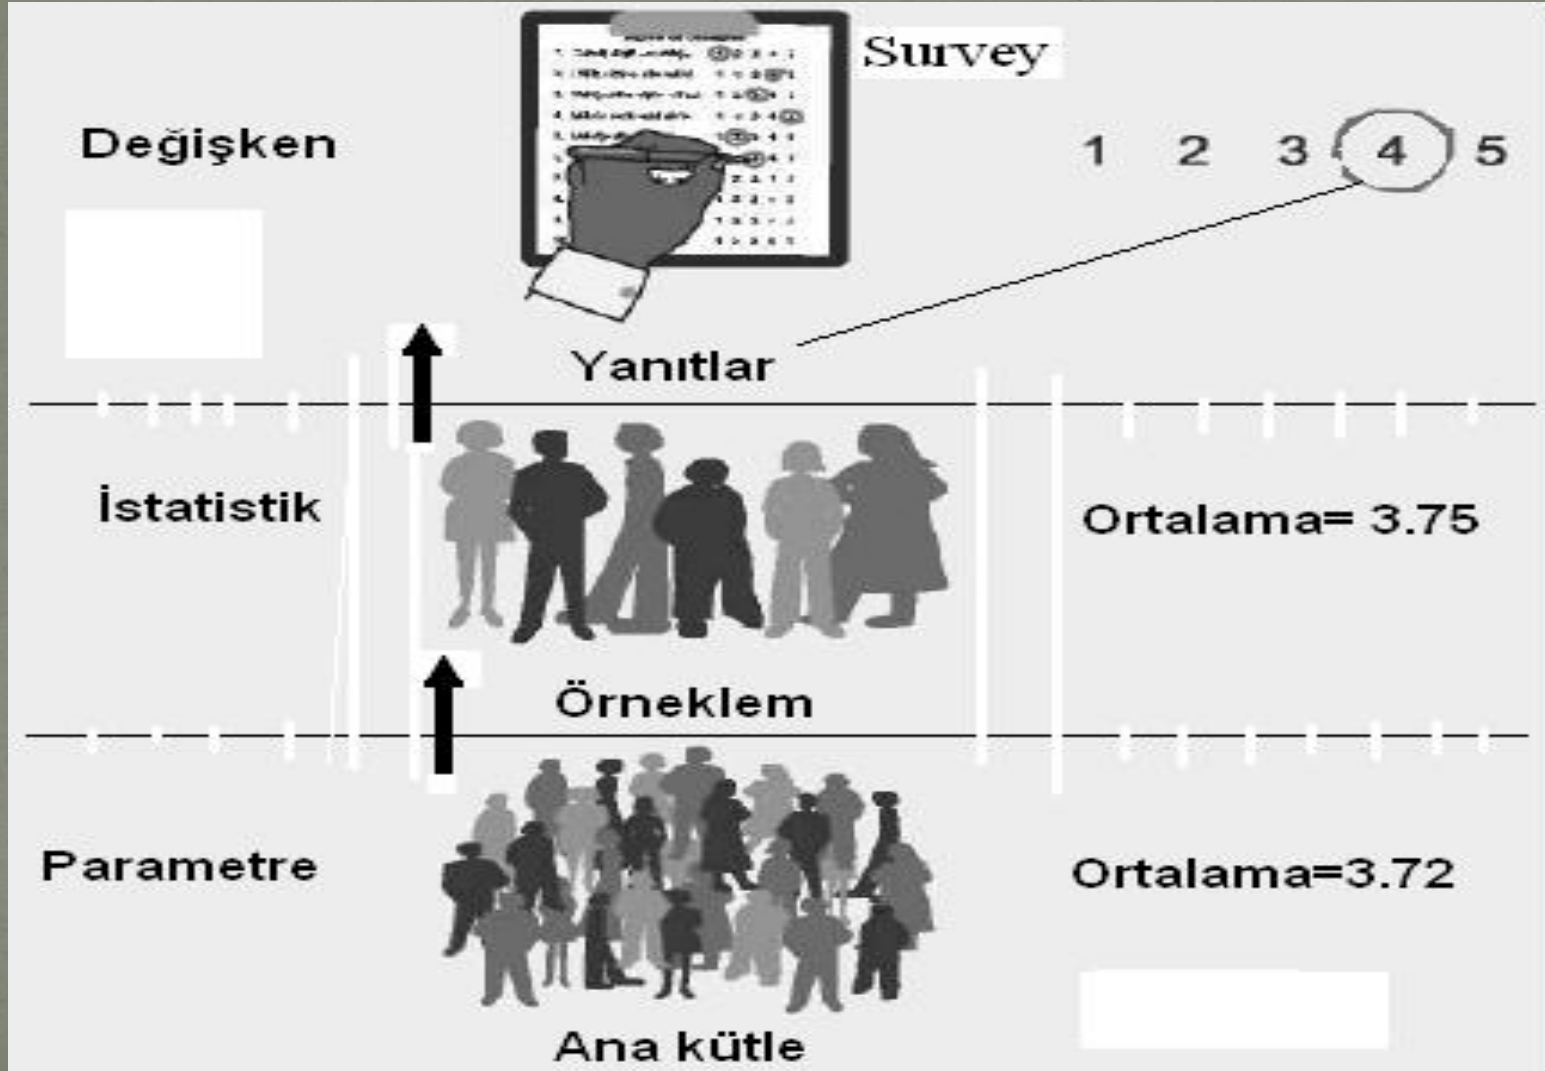 Survey
Değişken
1 2 3 4 5
Yanıtlar
İstatistik
Ortalama= 3.75
Örneklem
Parametre
Ortalama=3.72
Ana kütle